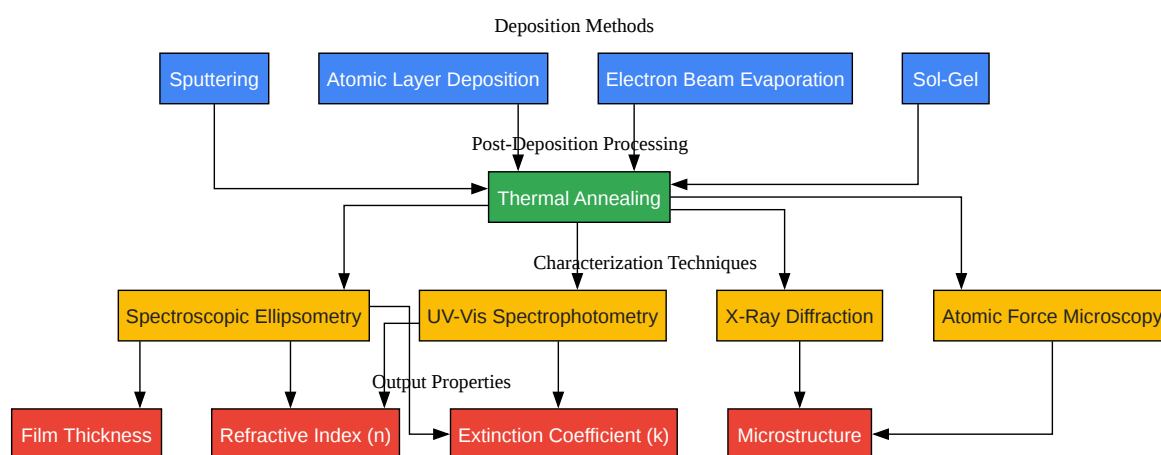 Deposition Methods
Sputtering
Atomic Layer Deposition
Electron Beam Evaporation
Sol-Gel
Post-Deposition Processing
Thermal Annealing
Characterization Techniques
Spectroscopic Ellipsometry
UV-Vis Spectrophotometry
X-Ray Diffraction
Atomic Force Microscopy
Output Properties
Film Thickness
Refractive Index (n)
Extinction Coefficient (k)
Microstructure